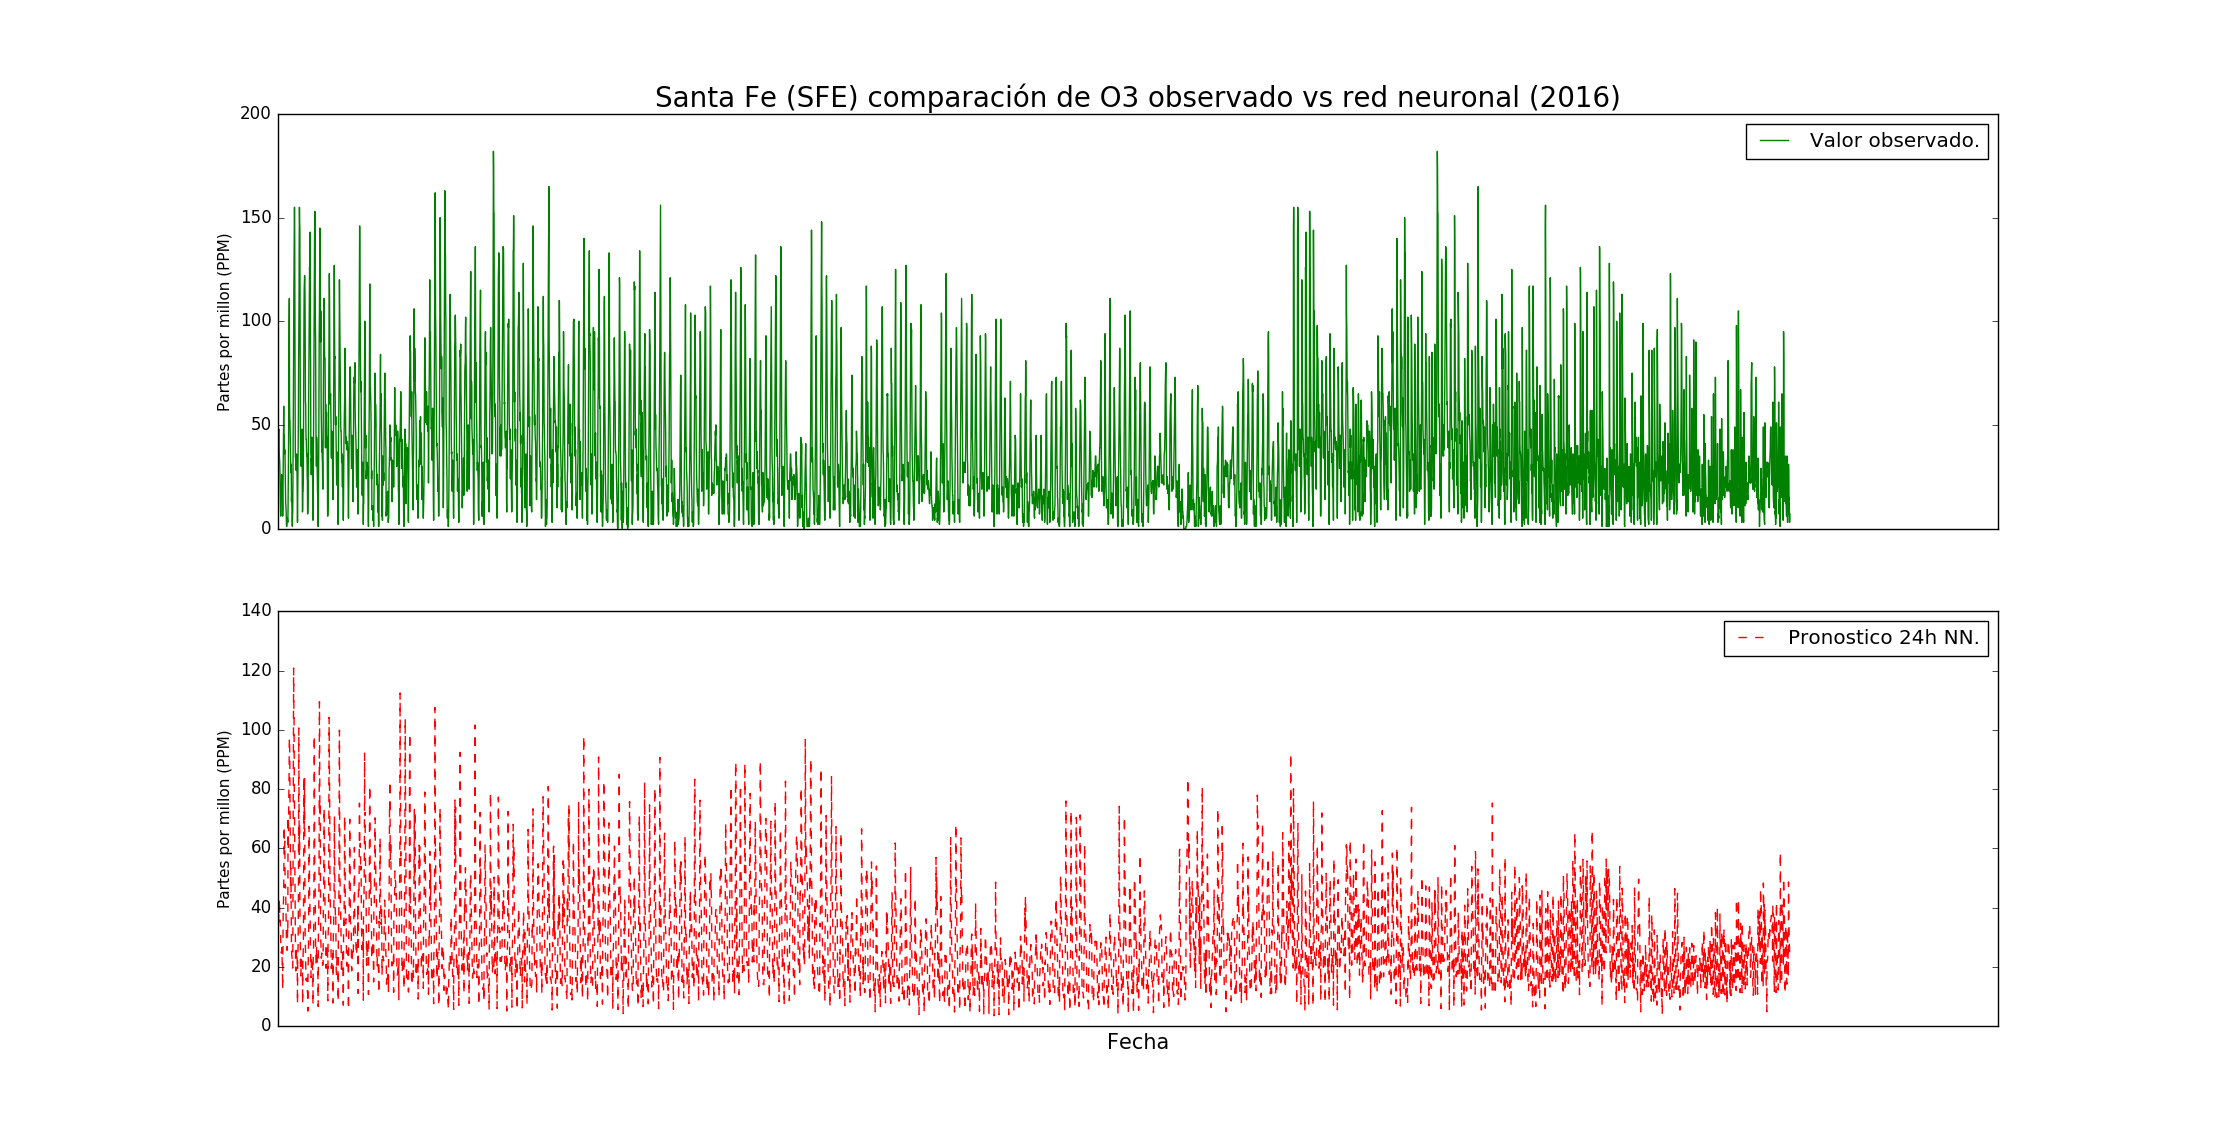 Santa Fe (SFE) comparación de O3 observado vs red neuronal (2016)
200
150
100
50
0
Partes por millon (PPM)
Valor observado.
140
120
100
80
60
40
20
0
Partes por millon (PPM)
Pronostico 24h NN.
Fecha